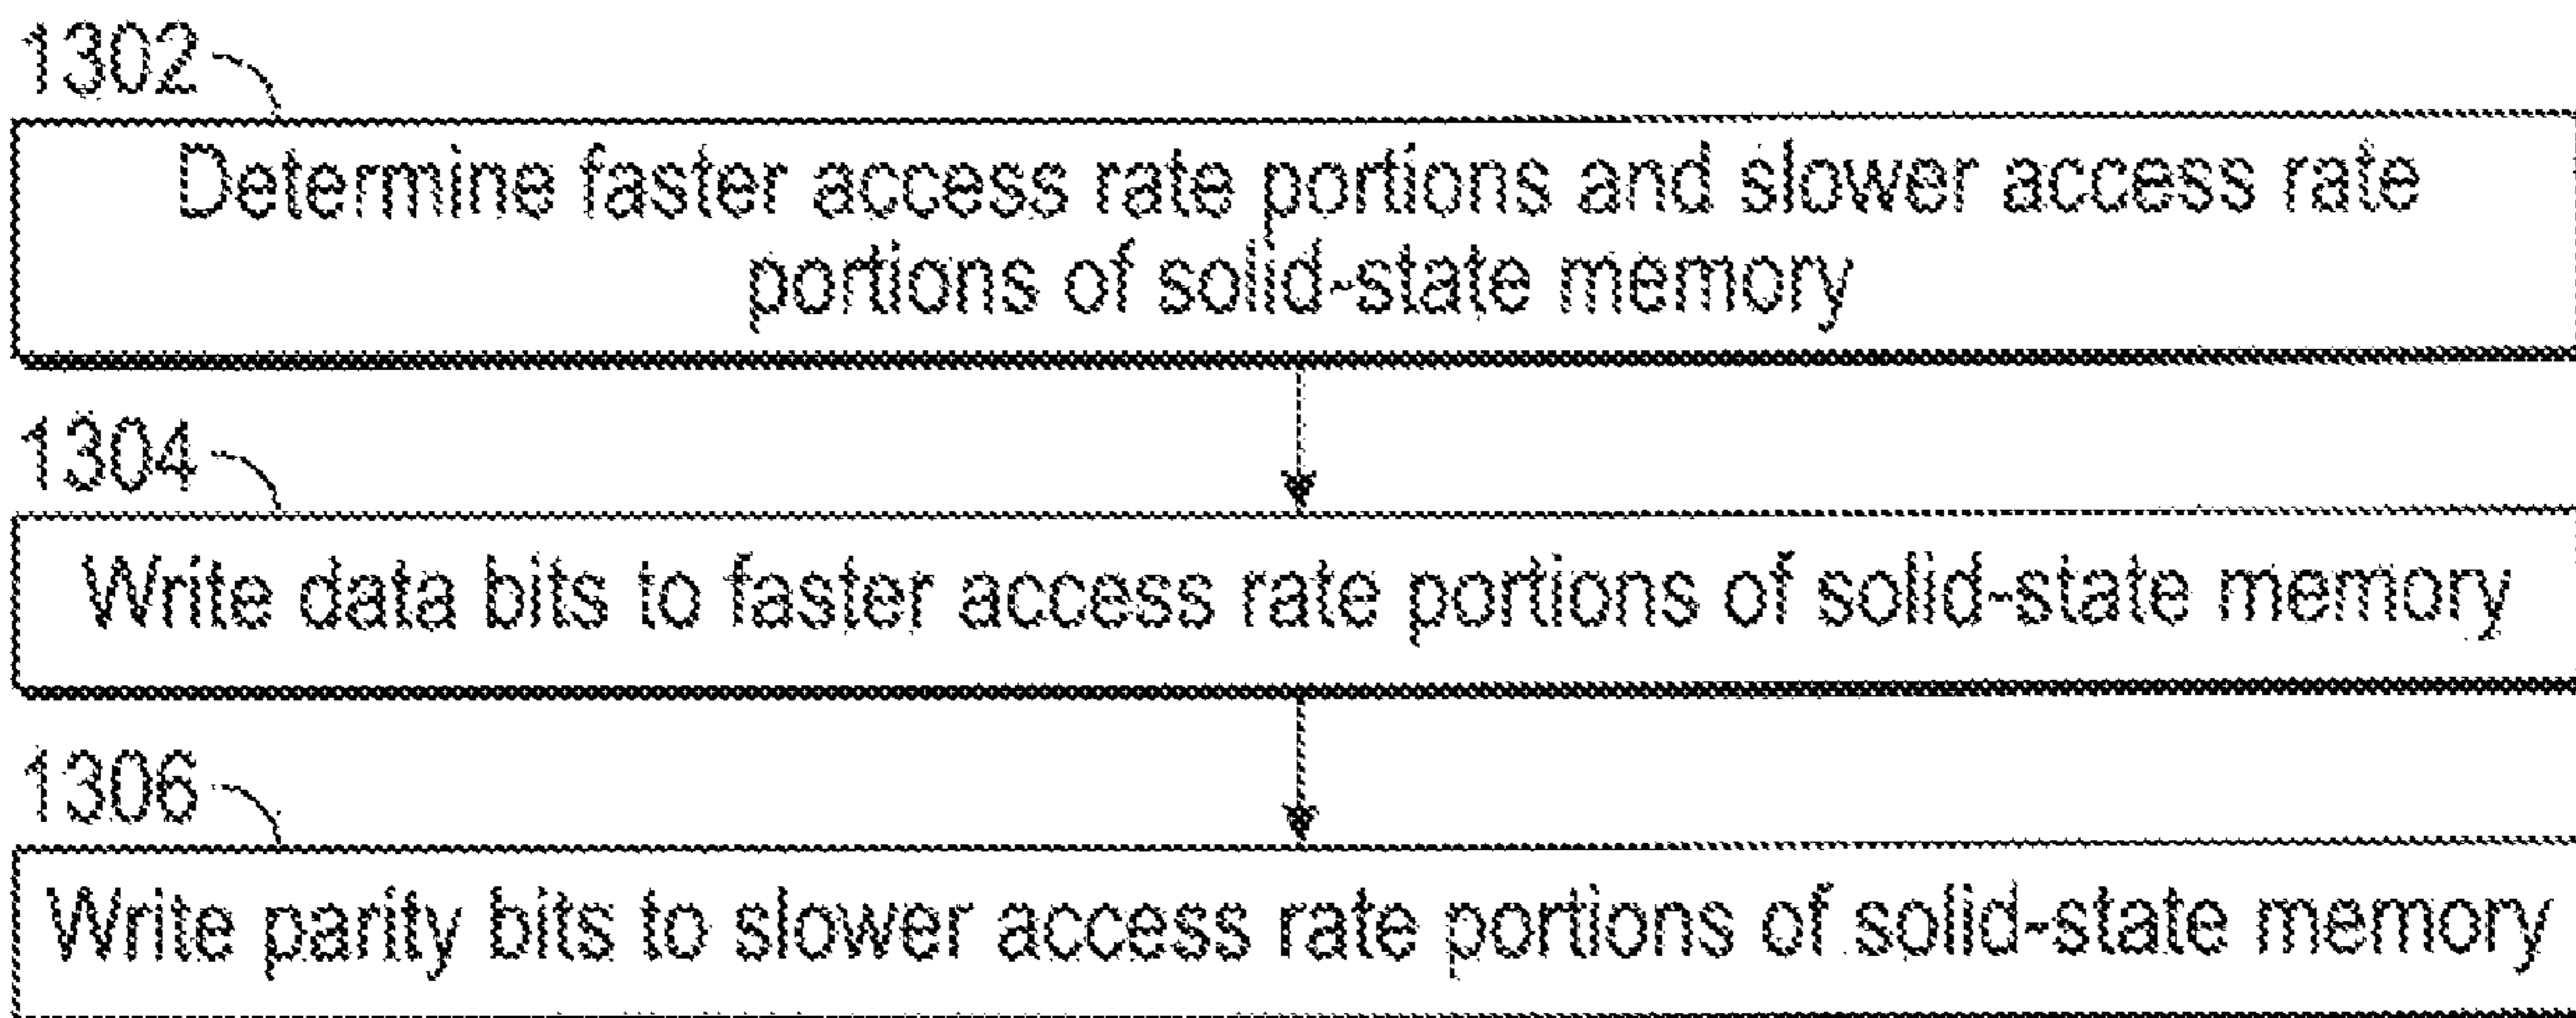 1302
Determine faster access rate portions and slower access rate
portions of solid-state memory
1304
Write data bits to faster access rate portions of solid-state memory
1306
Write parity bits to slower access rate portions of solid-state memory